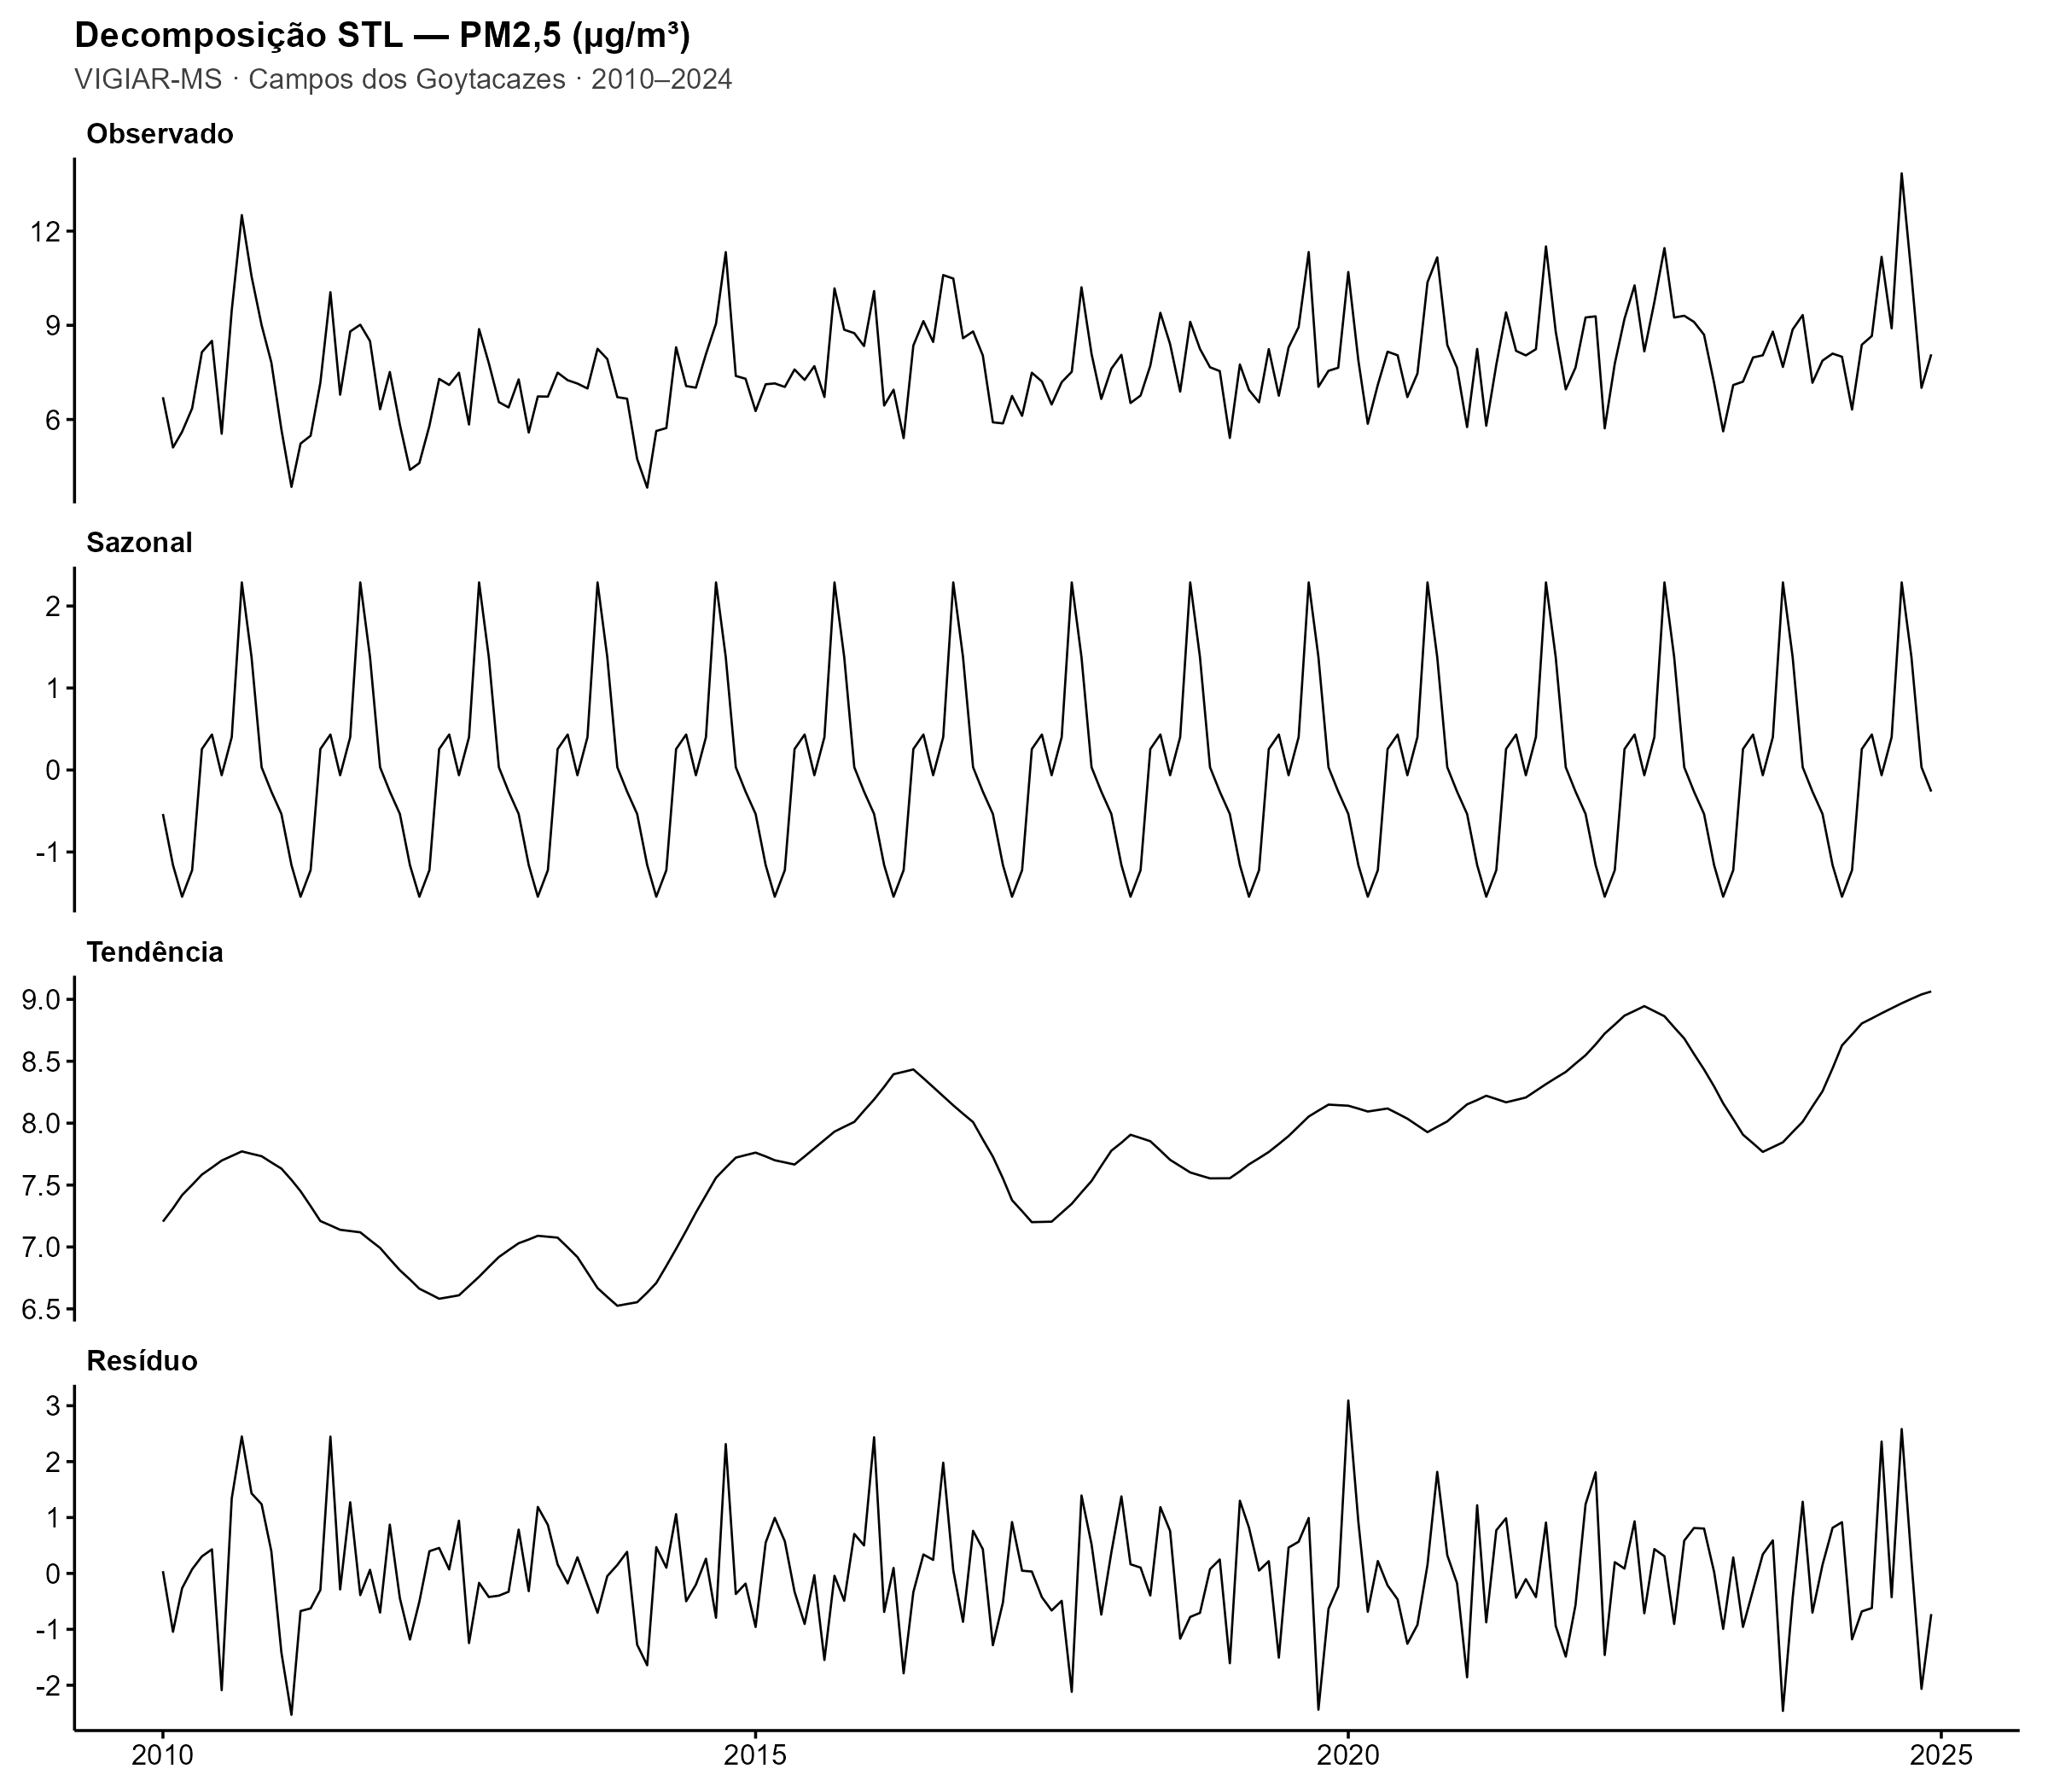 Decomposição STL — PM2,5 (µg/m³)
VIGIAR-MS · Campos dos Goytacazes · 2010–2024
Observado
12
9
6
Sazonal
2
1
0
-1
Tendência
9.0
8.5
8.0
7.5
7.0
6.5
Resíduo
3
2
1
0
-1
-2
2010 2015 2020 2025